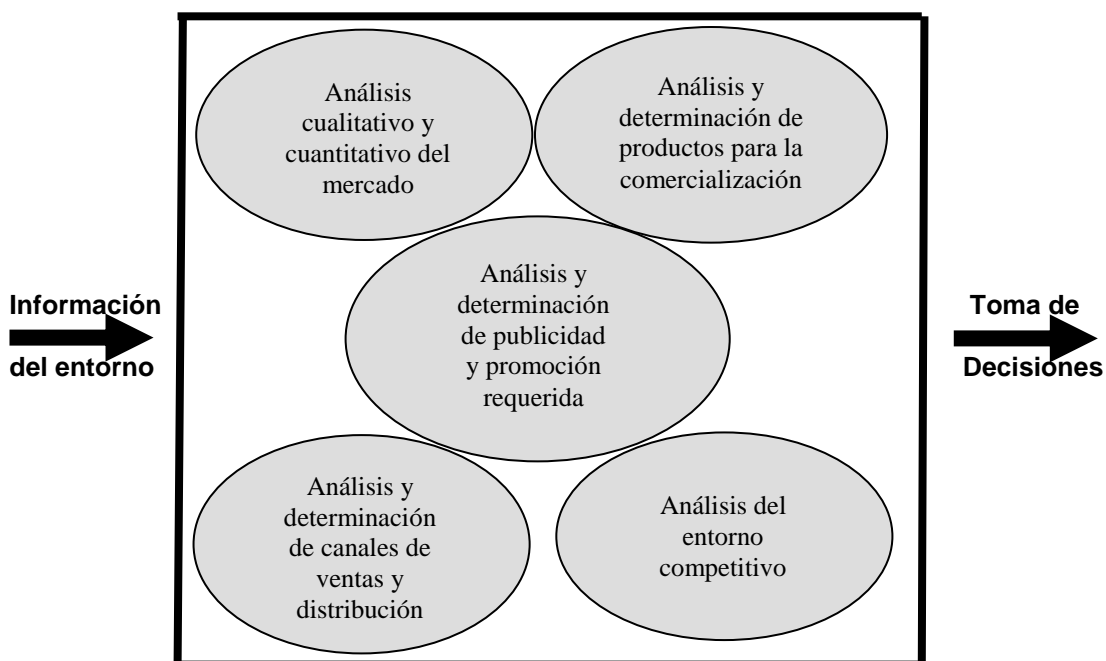 Análisis
cualitativo y
cuantitativo del
mercado
Análisis y
determinación de
productos para la
comercialización
Análisis y
determinación
de publicidad
y promoción
requerida
Información
del entorno
Toma de
Decisiones
Análisis y
determinación
de canales de
ventas y
distribución
Análisis del
entorno
competitivo